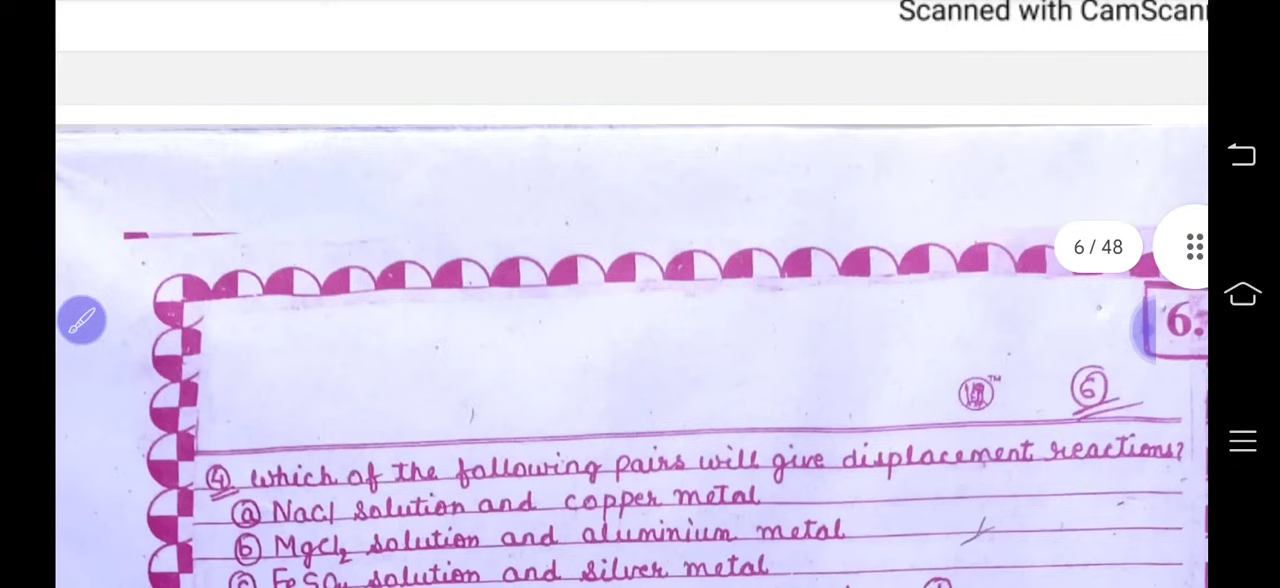 Scanned with CamScan
6 / 48
6.
TM
6
4 Which of the following pairs will give displacement reactions?
a NaCl solution and copper metal
b MgCl2 solution and aluminium metal
c FeSO4 solution and silver metal